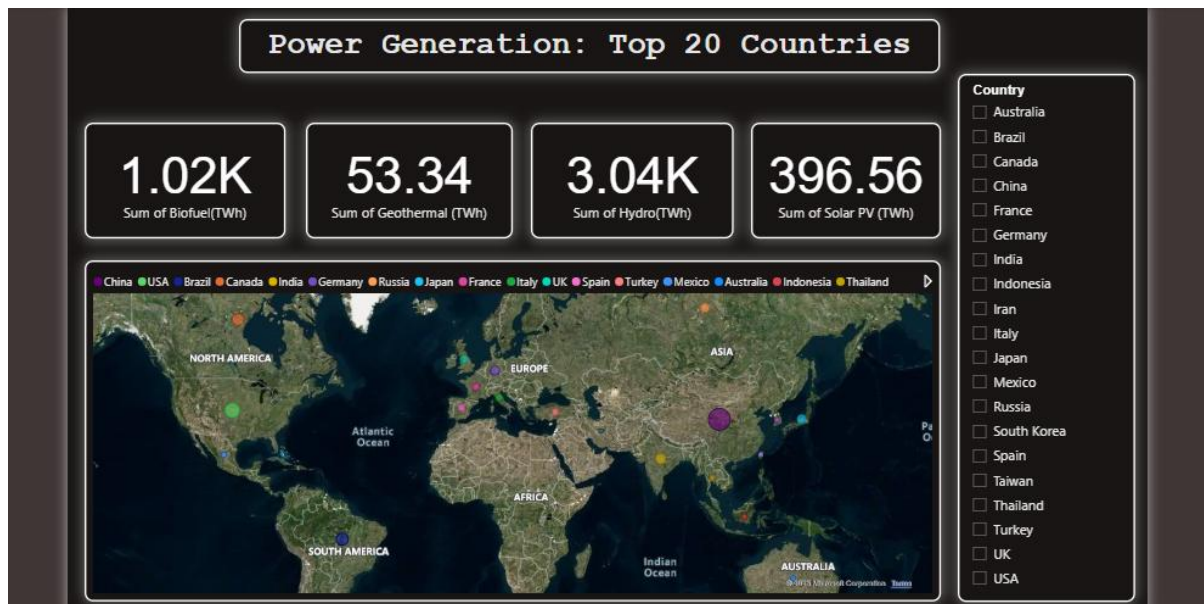 Power Generation: Top 20 Countries
1.02K
Sum of Biofuel(TWh)
53.34
Sum of Geothermal (TWh)
3.04K
Sum of Hydro(TWh)
396.56
Sum of Solar PV (TWh)
Country
Australia
Brazil
Canada
China
France
Germany
India
Indonesia
Iran
Italy
Japan
Mexico
Russia
South Korea
Spain
Taiwan
Thailand
Turkey
UK
USA
China USA Brazil Canada India Germany Russia Japan France Italy UK Spain Turkey Mexico Australia Indonesia Thailand
NORTH AMERICA
EUROPE
ASIA
Atlantic
Ocean
Pa
AFRICA
SOUTH AMERICA
Indian
Ocean
AUSTRALIA
Microsoft Corporation
Terms